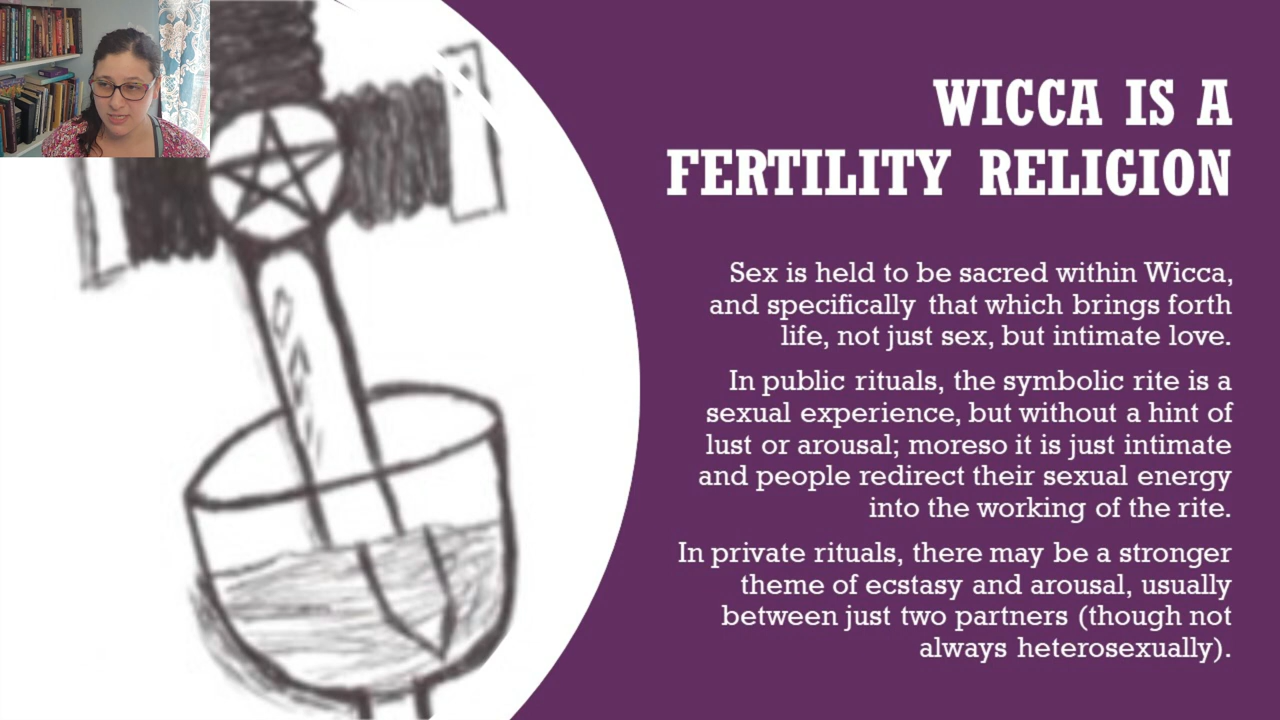 WICCA IS A
FERTILITY RELIGION
Sex is held to be sacred within Wicca,
and specifically that which brings forth
life, not just sex, but intimate love.
In public rituals, the symbolic rite is a
sexual experience, but without a hint of
lust or arousal; moreso it is just intimate
and people redirect their sexual energy
into the working of the rite.
In private rituals, there may be a stronger
theme of ecstasy and arousal, usually
between just two partners (though not
always heterosexually).